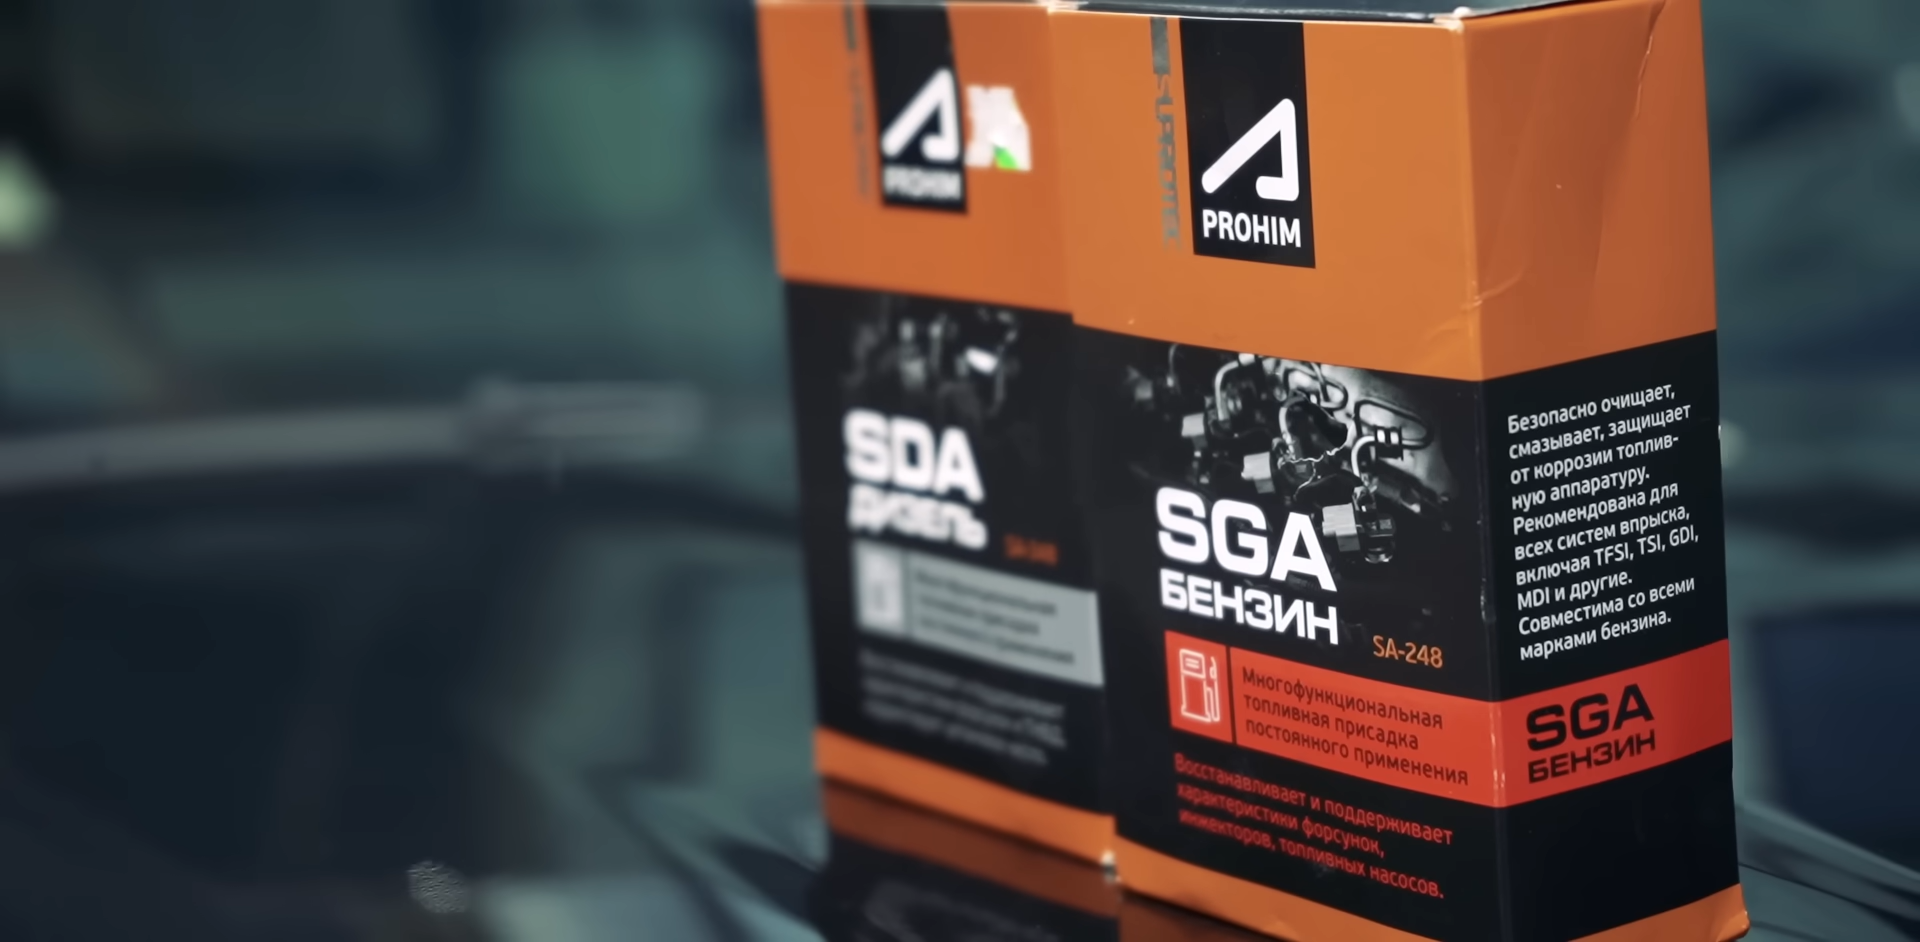 PROHIM
SDA
ДИЗЕЛЬ
SUPROTEC
PROHIM
SGA
БЕНЗИН
SA-248
Многофункциональная
топливная присадка
постоянного применения
Восстанавливает и поддерживает
характеристики форсунок,
инжекторов, топливных насосов.
Безопасно очищает,
смазывает, защищает
от коррозии топлив-
ную аппаратуру.
Рекомендована для
всех систем впрыска,
включая TFSI, TSI, GDI,
MDI и другие.
Совместима со всеми
марками бензина.
SGA
БЕНЗИН